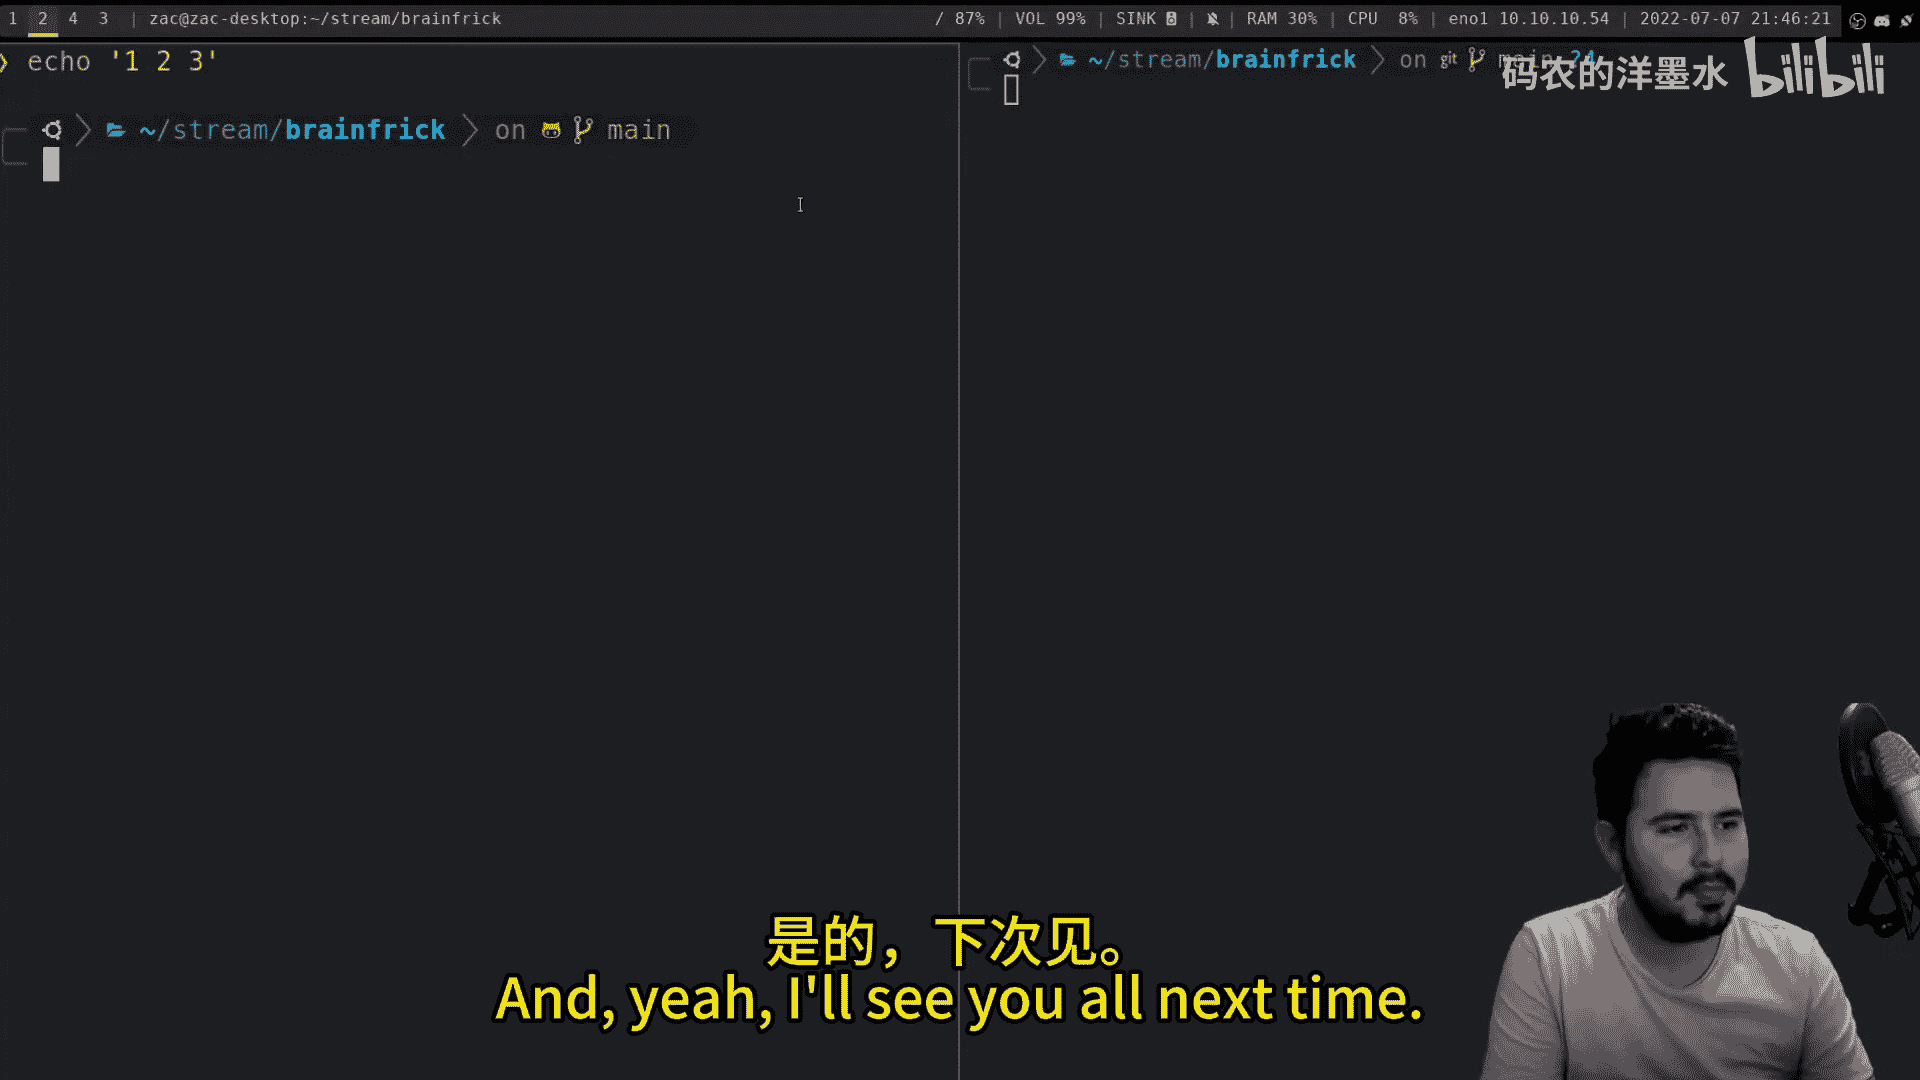 1 2 4 3 | zac@zac-desktop:~/stream/brainfrick / 87% | VOL 99% | SINK | | RAM 30% | CPU 8% | eno1 10.10.10.54 | 2022-07-07 21:46:21
❯ echo '1 2 3'
~/stream/brainfrick on main
~/stream/brainfrick on git main ?4
码农的洋墨水 bilibili
是的，下次见。
And, yeah, I'll see you all next time.